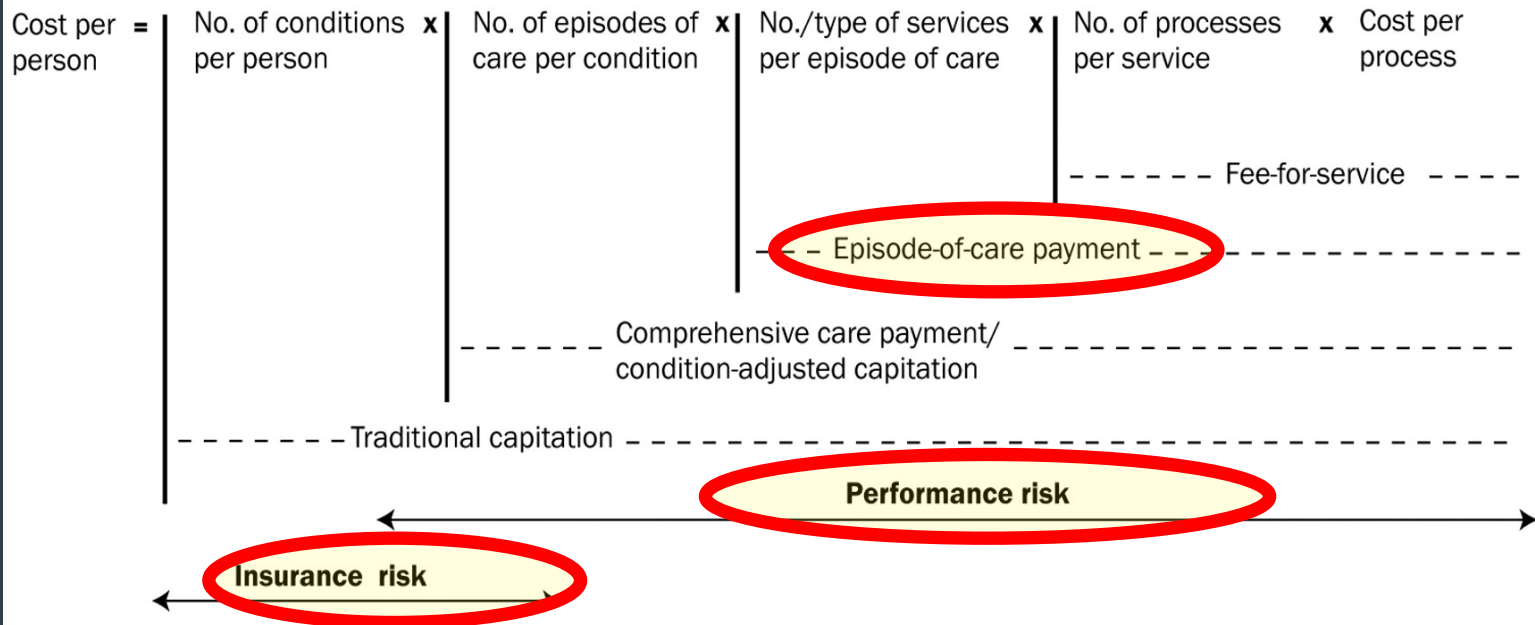 Cost per = No. of conditions x No. of episodes of x No./type of services x No. of processes x Cost per
person per person care per condition per episode of care per service process
Fee-for-service
Episode-of-care payment
Comprehensive care payment/
condition-adjusted capitation
Traditional capitation
Performance risk
Insurance risk